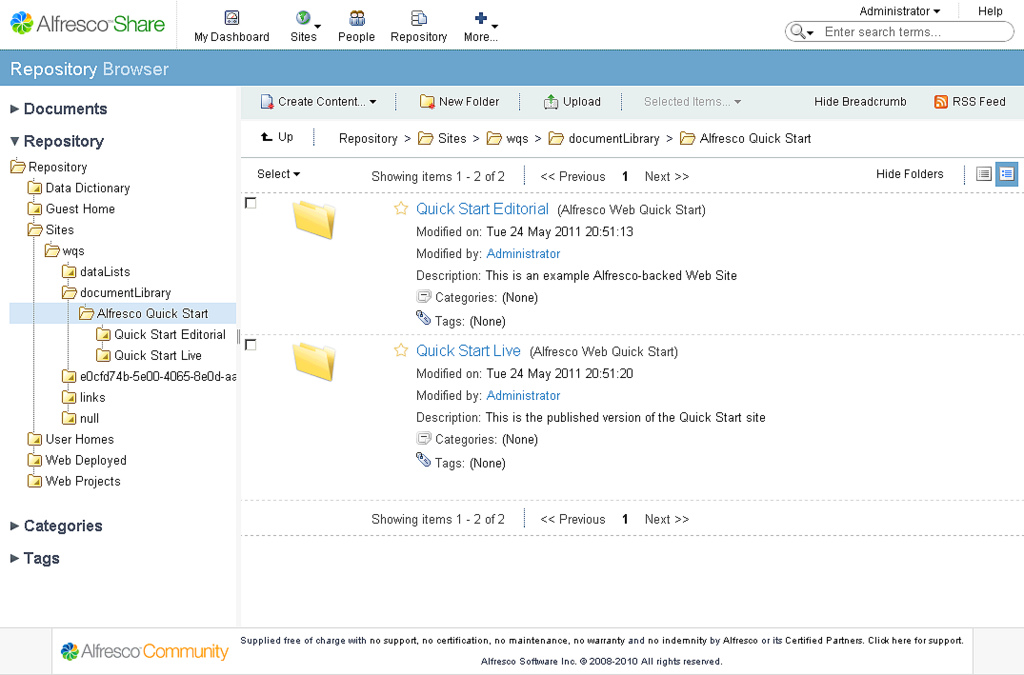 Alfresco Share
My Dashboard Sites People Repository More...
Administrator Help
Enter search terms...
Repository Browser
Documents
Repository
Repository
Data Dictionary
Guest Home
Sites
wqs
dataLists
documentLibrary
Alfresco Quick Start
Quick Start Editorial
Quick Start Live
e0cfd74b-5e00-4065-8e0d-aa
links
null
User Homes
Web Deployed
Web Projects
Categories
Tags
Create Content... New Folder Upload Selected Items... Hide Breadcrumb RSS Feed
Up Repository > Sites > wqs > documentLibrary > Alfresco Quick Start
Select Showing items 1 - 2 of 2 << Previous 1 Next >> Hide Folders
Quick Start Editorial (Alfresco Web Quick Start)
Modified on: Tue 24 May 2011 20:51:13
Modified by: Administrator
Description: This is an example Alfresco-backed Web Site
Categories: (None)
Tags: (None)
Quick Start Live (Alfresco Web Quick Start)
Modified on: Tue 24 May 2011 20:51:20
Modified by: Administrator
Description: This is the published version of the Quick Start site
Categories: (None)
Tags: (None)
Showing items 1 - 2 of 2 << Previous 1 Next >>
Alfresco Community
Supplied free of charge with no support, no certification, no maintenance, no warranty and no indemnity by Alfresco or its Certified Partners. Click here for support.
Alfresco Software Inc. © 2008-2010 All rights reserved.